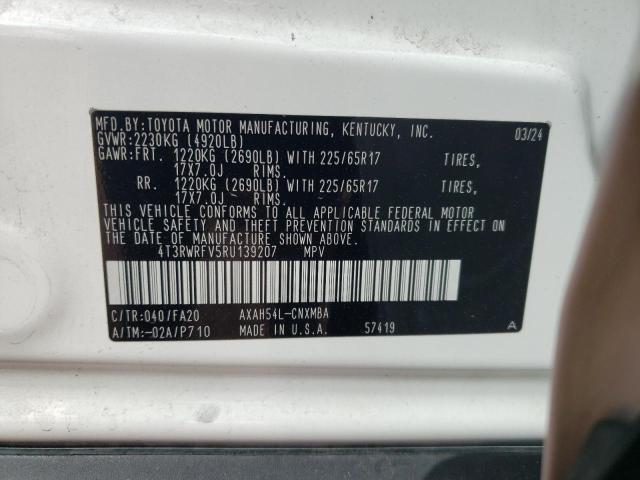 MFD.BY:TOYOTA MOTOR MANUFACTURING, KENTUCKY, INC. 03/24
GVWR:2230KG (4920LB)
GAWR:FRT. 1220KG (2690LB) WITH 225/65R17 TIRES,
17X7.0J RIMS.
RR. 1220KG (2690LB) WITH 225/65R17 TIRES,
17X7.0J RIMS.
THIS VEHICLE CONFORMS TO ALL APPLICABLE FEDERAL MOTOR
VEHICLE SAFETY AND THEFT PREVENTION STANDARDS IN EFFECT
ON THE DATE OF MANUFACTURE SHOWN ABOVE.
4T3RWRFV5RU139207 MPV
C/TR:040/FA20 AXAH54L-CNXMBA
A/TM:-02A/P710 MADE IN U.S.A. 57419 A